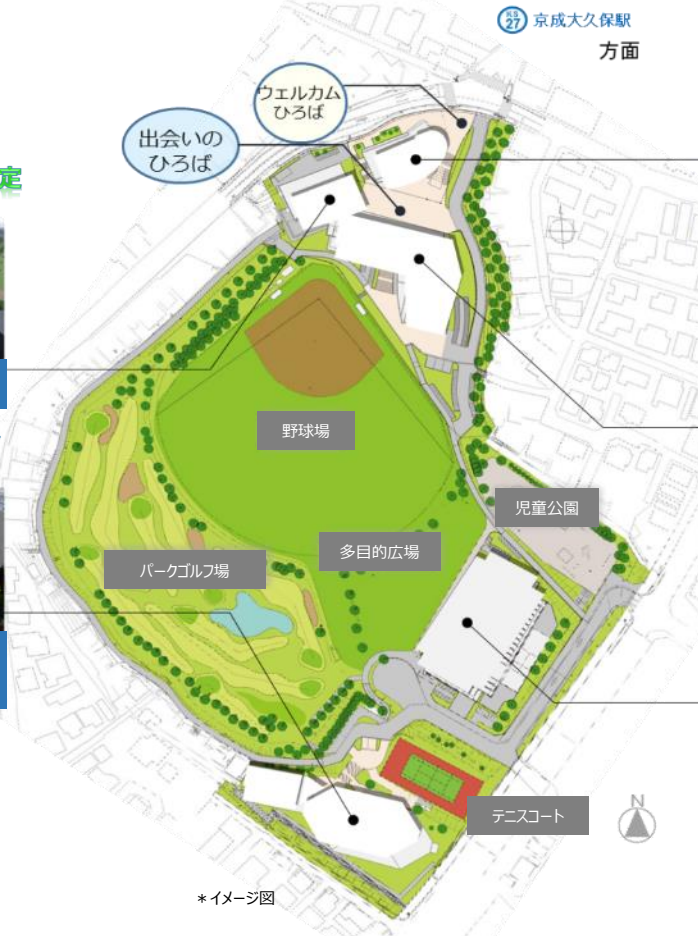 KS
27 京成大久保駅
方面
ウェルカム
ひろば
出会いの
ひろば
定
野球場
児童公園
多目的広場
パークゴルフ場
テニスコート
N
*イメージ図